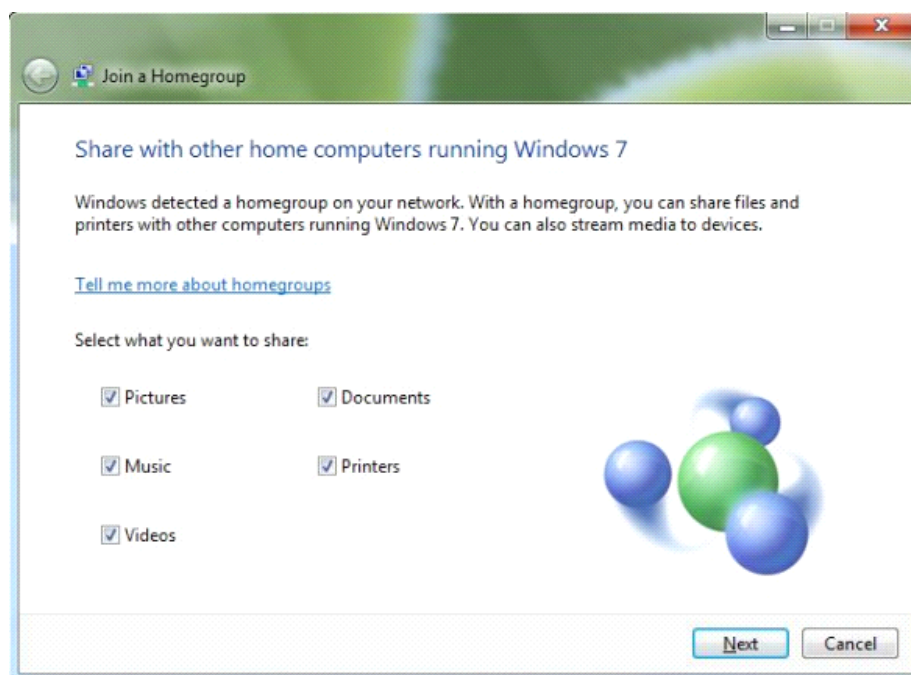 Join a Homegroup
Share with other home computers running Windows 7
Windows detected a homegroup on your network. With a homegroup, you can share files and
printers with other computers running Windows 7. You can also stream media to devices.
Tell me more about homegroups
Select what you want to share:
Pictures
Documents
Music
Printers
Videos
Next
Cancel